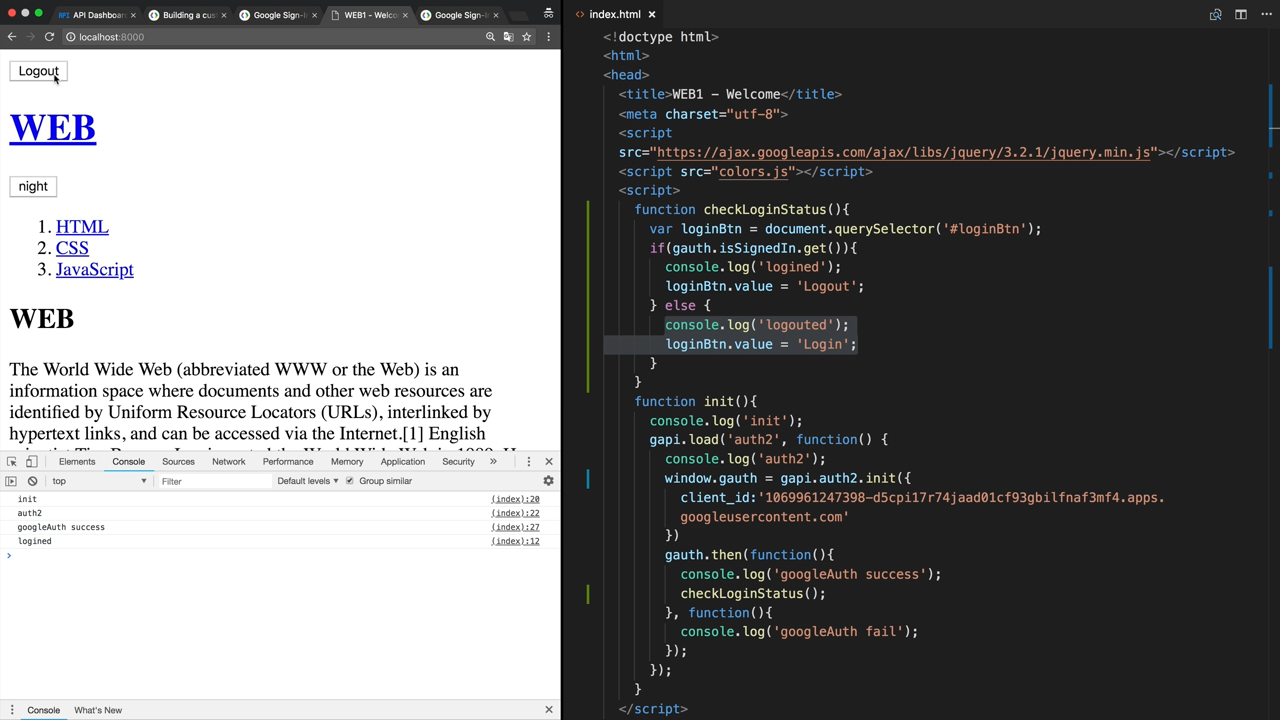 API Dashboa
Building a cus
Google Sign-In
WEB1 - Welco
Google Sign-In
localhost:8000
Logout
WEB
night
1. HTML
2. CSS
3. JavaScript
WEB
The World Wide Web (abbreviated WWW or the Web) is an
information space where documents and other web resources are
identified by Uniform Resource Locators (URLs), interlinked by
hypertext links, and can be accessed via the Internet.[1] English
Elements Console Sources Network Performance Memory Application Security
top Filter Default levels Group similar
init (index):20
auth2 (index):22
googleAuth success (index):27
logined (index):12
Console What's New
index.html
<!doctype html>
<html>
<head>
<title>WEB1 - Welcome</title>
<meta charset="utf-8">
<script
src="https://ajax.googleapis.com/ajax/libs/jquery/3.2.1/jquery.min.js"></script>
<script src="colors.js"></script>
<script>
function checkLoginStatus(){
var loginBtn = document.querySelector('#loginBtn');
if(gauth.isSignedIn.get()){
console.log('logined');
loginBtn.value = 'Logout';
} else {
console.log('logouted');
loginBtn.value = 'Login';
}
}
function init(){
console.log('init');
gapi.load('auth2', function() {
console.log('auth2');
window.gauth = gapi.auth2.init({
client_id:'1069961247398-d5cpi17r74jaad01cf93gbilfnaf3mf4.apps.
googleusercontent.com'
})
gauth.then(function(){
console.log('googleAuth success');
checkLoginStatus();
}, function(){
console.log('googleAuth fail');
});
});
}
</script>